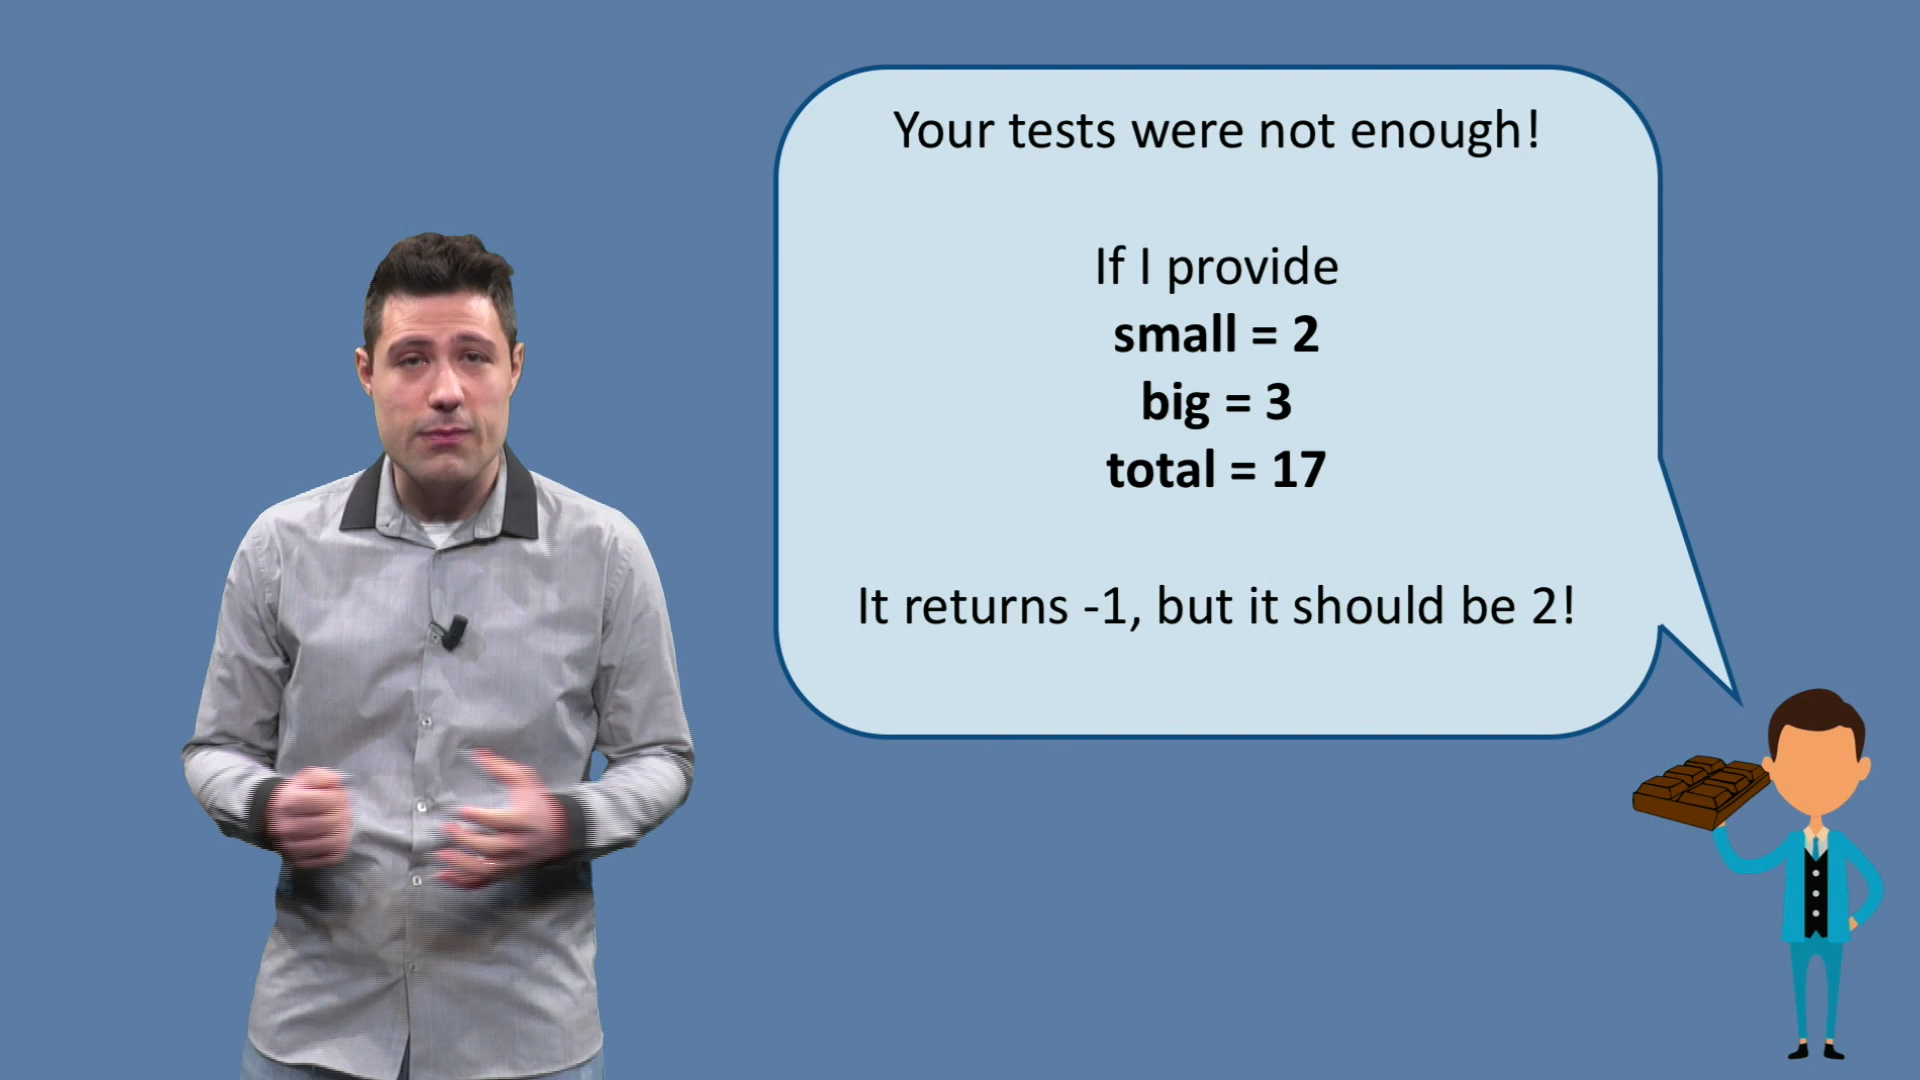 Your tests were not enough!
If I provide
small = 2
big = 3
total = 17
It returns -1, but it should be 2!